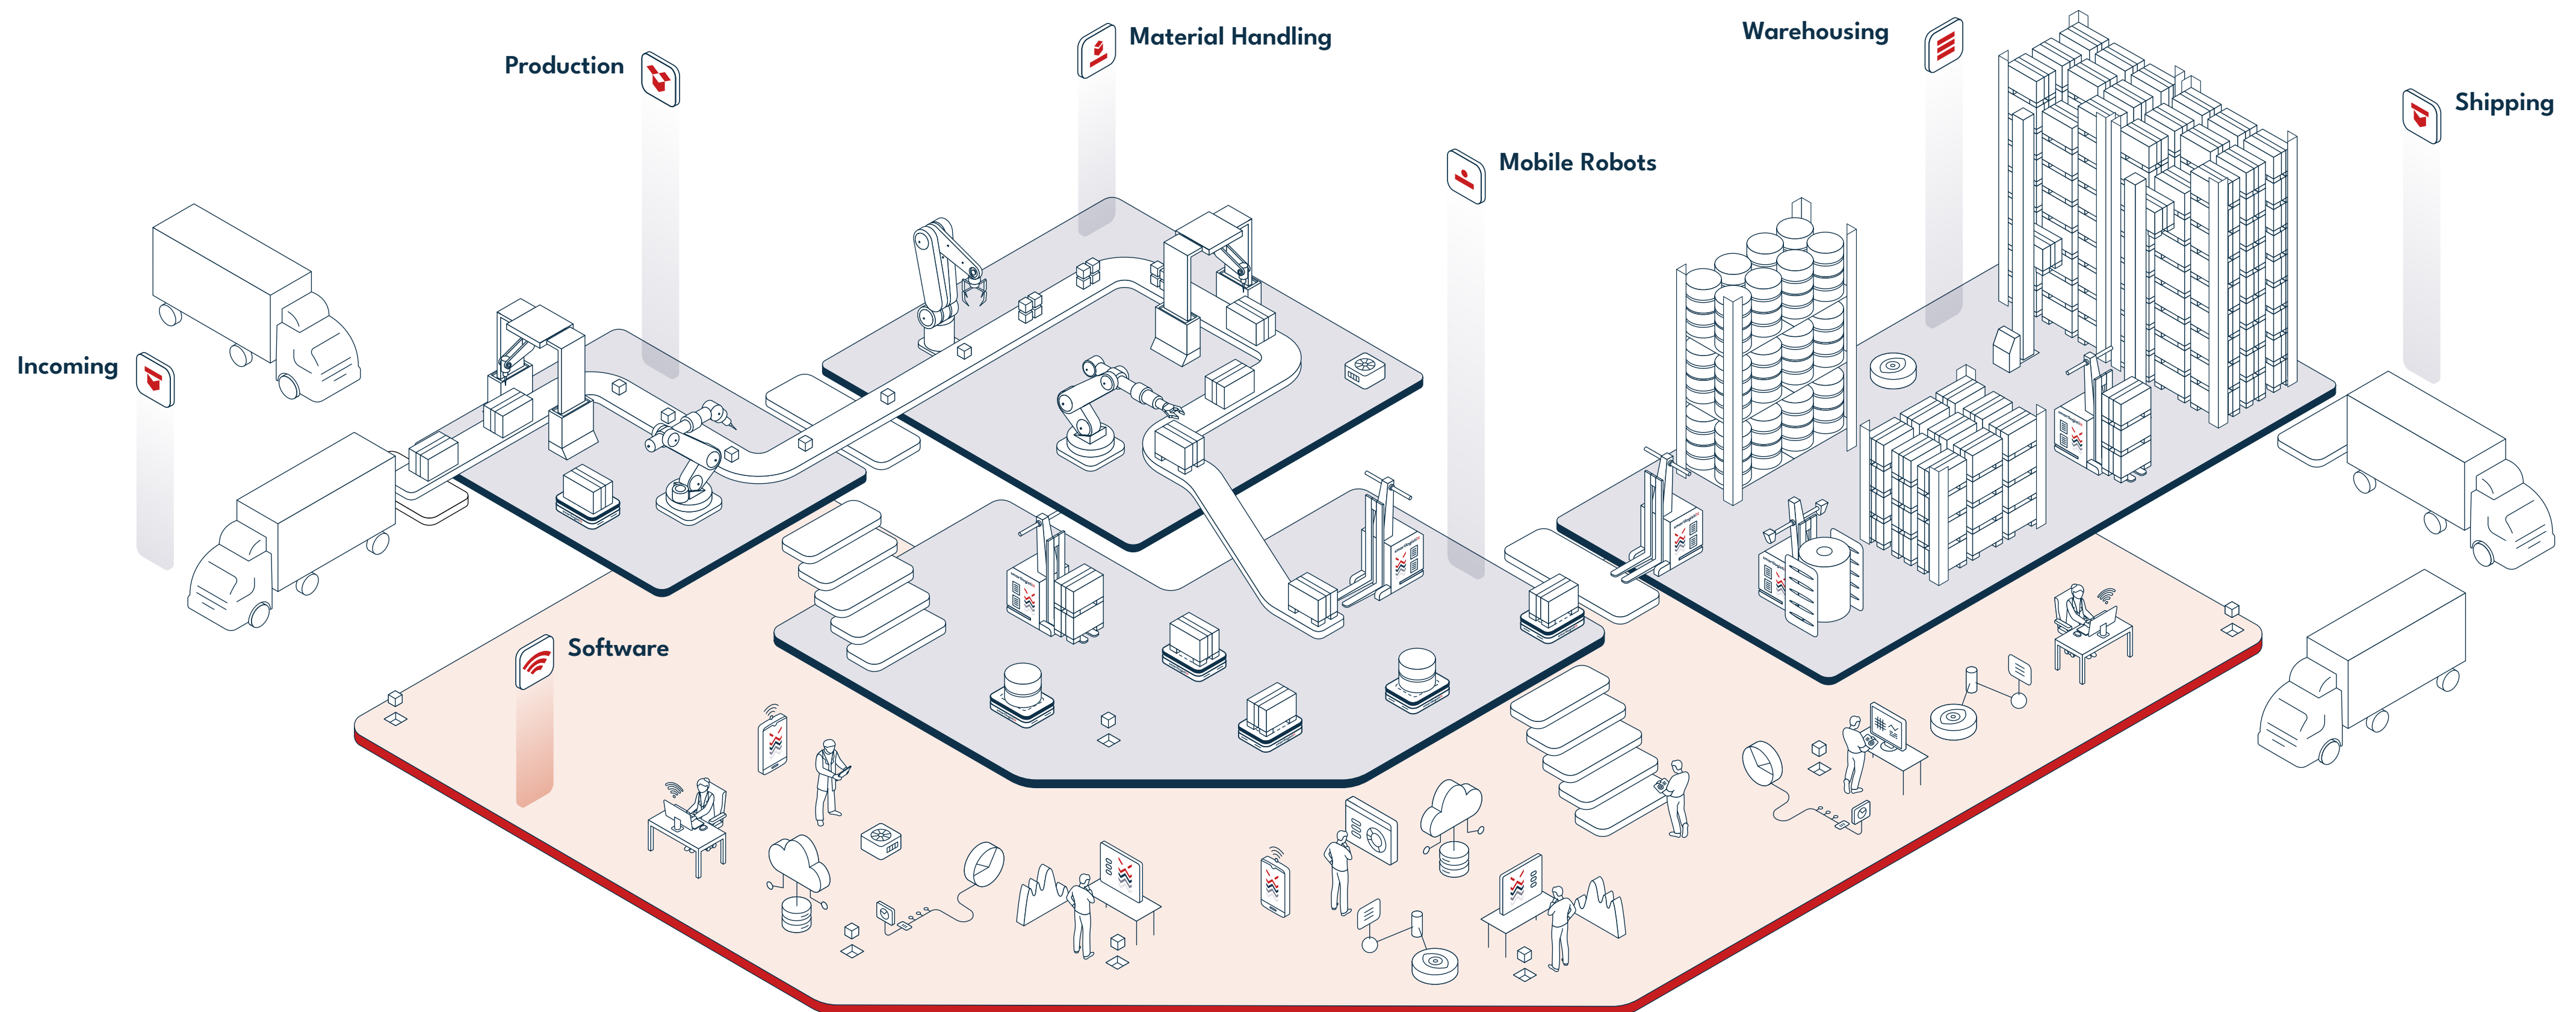 Material Handling
Warehousing
Production
Shipping
Mobile Robots
Incoming
Software